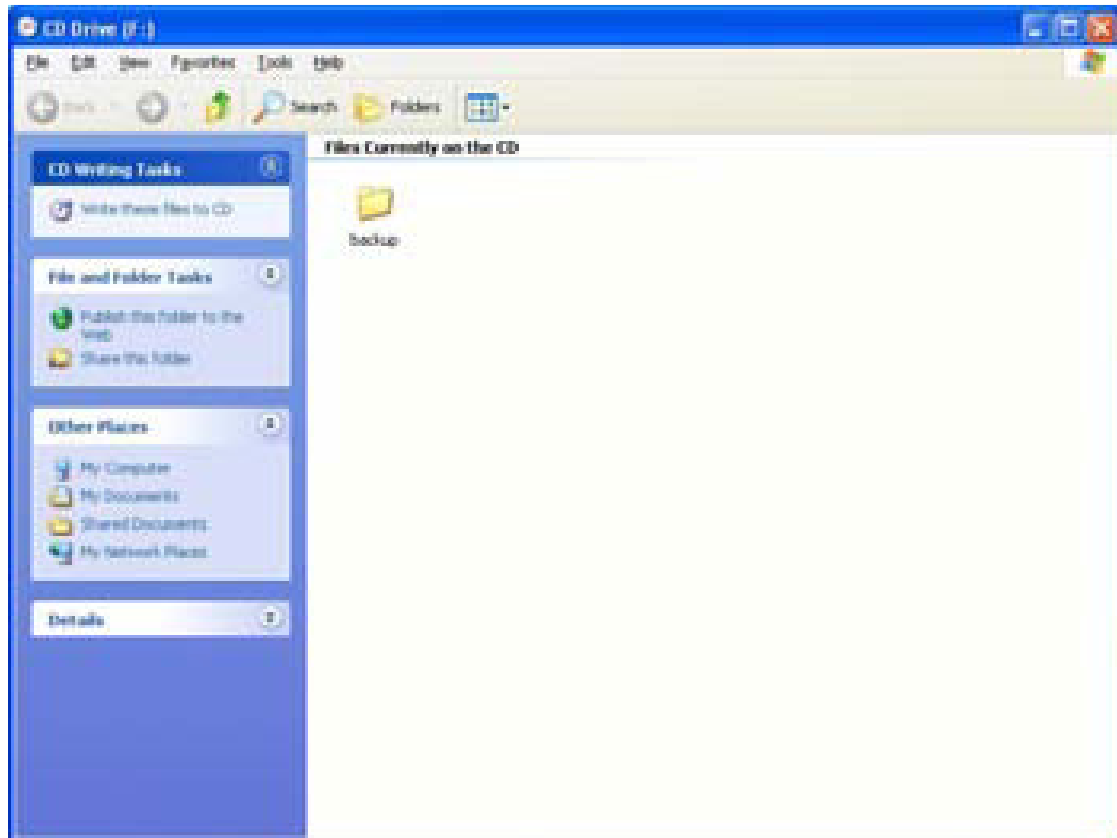 CD Drive (F:)
File Edit View Favorites Tools Help
Back Search Folders
Files Currently on the CD
CD Writing Tasks
Write these files to CD
backup
File and Folder Tasks
Publish this folder to the
Web
Share this folder
Other Places
My Computer
My Documents
Shared Documents
My Network Places
Details